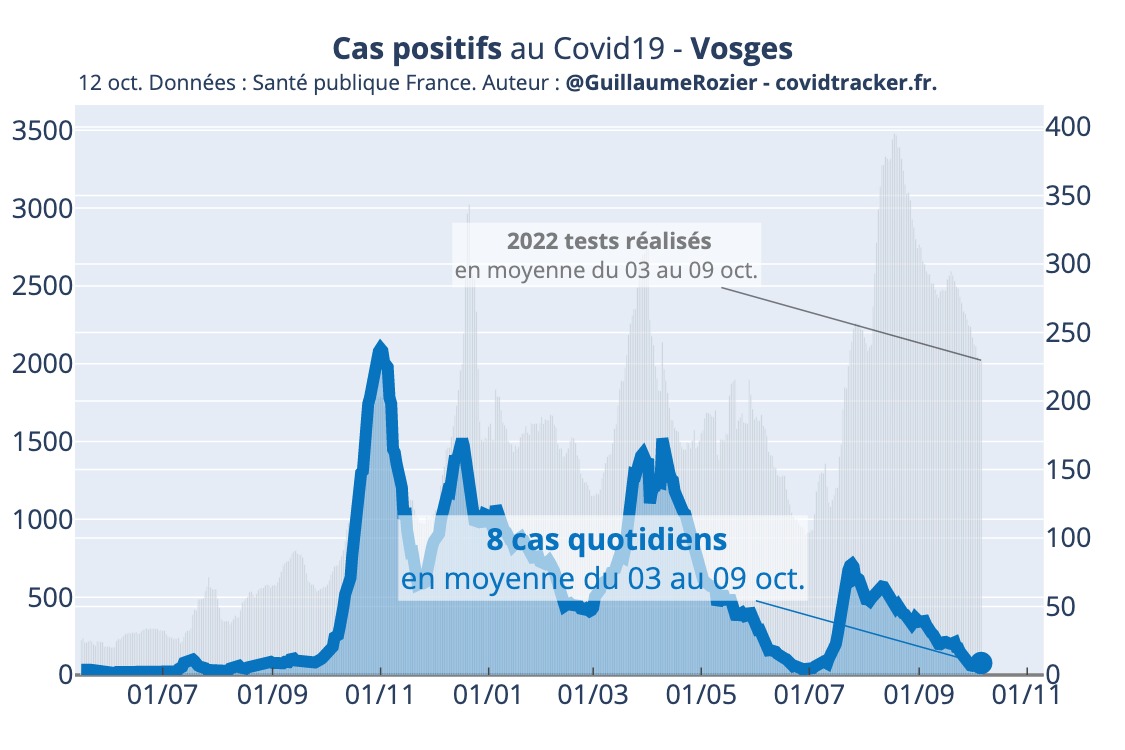 Cas positifs au Covid19 - Vosges
12 oct. Données : Santé publique France. Auteur : @GuillaumeRozier - covidtracker.fr.
3500
3000
2500
2000
1500
1000
500
0
400
350
300
250
200
150
100
50
0
2022 tests réalisés
en moyenne du 03 au 09 oct.
8 cas quotidiens
en moyenne du 03 au 09 oct.
01/07 01/09 01/11 01/01 01/03 01/05 01/07 01/09 01/11